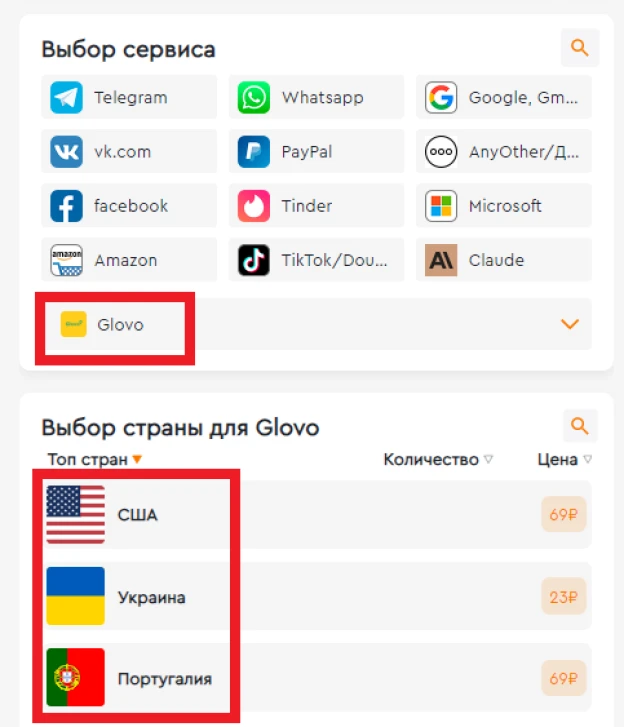 Выбор сервиса
Telegram Whatsapp Google, Gm...
vk.com PayPal AnyOther/Д...
facebook Tinder Microsoft
amazon Amazon TikTok/Dou... Claude
Glovo
Выбор страны для Glovo
Топ стран Количество Цена
США 69₽
Украина 23₽
Португалия 69₽